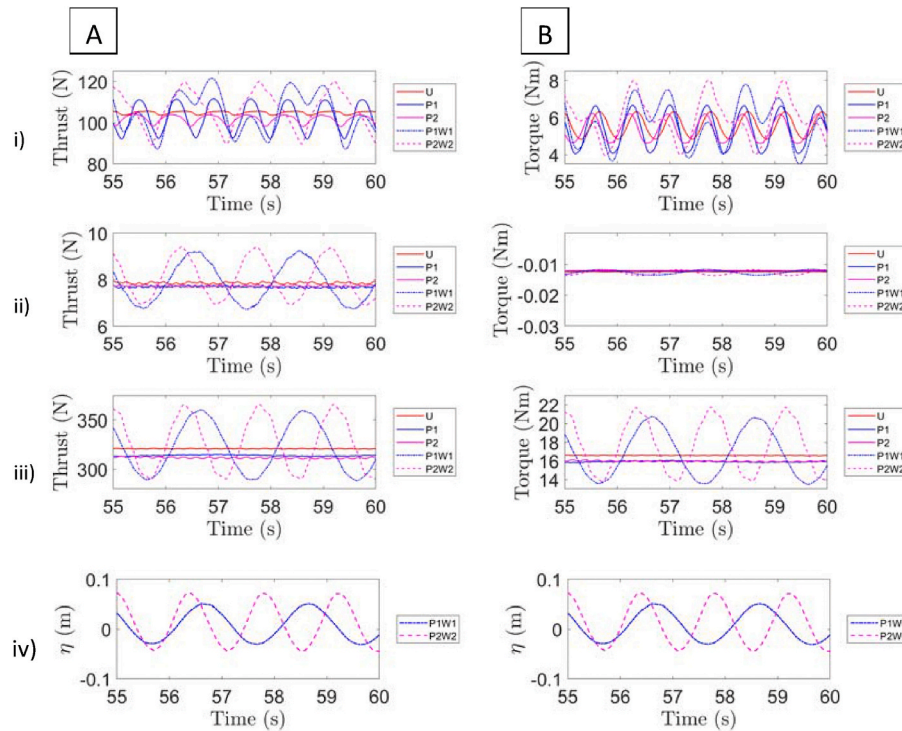 A
B
i)
Thrust (N)
120
100
80
55 56 57 58 59 60
Time (s)
U
P1
P2
P1W1
P2W2
Torque (Nm)
8
6
4
55 56 57 58 59 60
Time (s)
U
P1
P2
P1W1
P2W2
ii)
Thrust (N)
10
8
6
55 56 57 58 59 60
Time (s)
U
P1
P2
P1W1
P2W2
Torque (Nm)
-0.01
-0.02
-0.03
55 56 57 58 59 60
Time (s)
U
P1
P2
P1W1
P2W2
iii)
Thrust (N)
350
300
55 56 57 58 59 60
Time (s)
U
P1
P2
P1W1
P2W2
Torque (Nm)
22
20
18
16
14
55 56 57 58 59 60
Time (s)
U
P1
P2
P1W1
P2W2
iv)
η (m)
0.1
0
-0.1
55 56 57 58 59 60
Time (s)
P1W1
P2W2
η (m)
0.1
0
-0.1
55 56 57 58 59 60
Time (s)
P1W1
P2W2